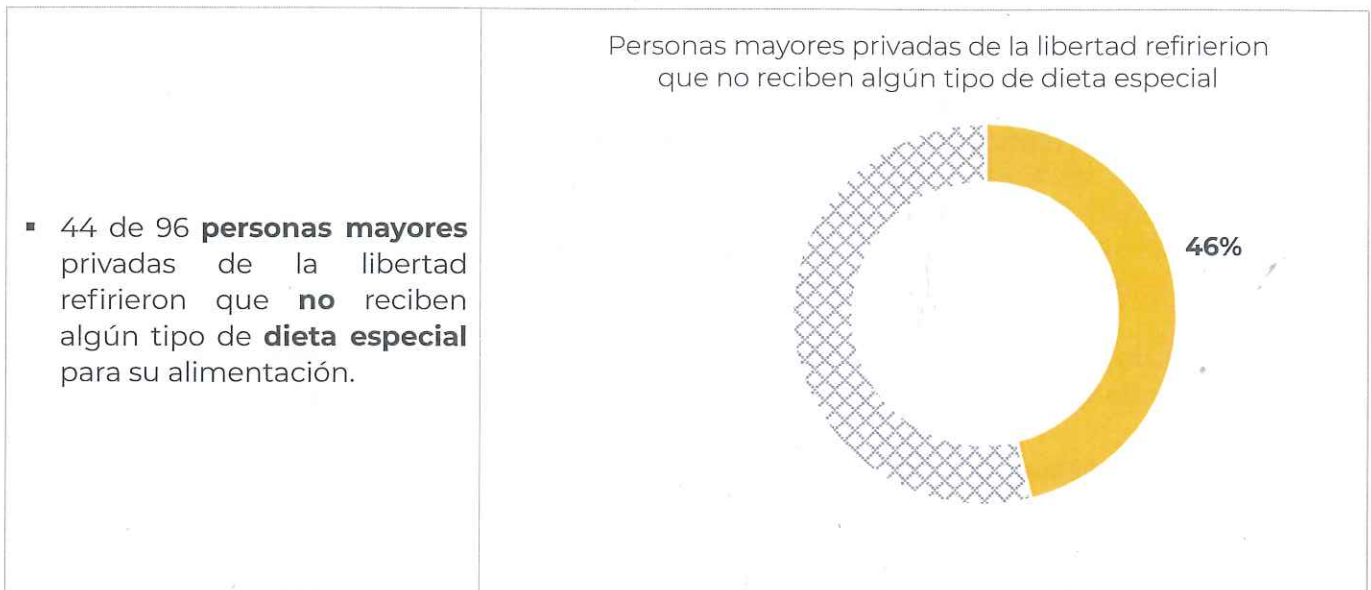 Personas mayores privadas de la libertad refirierion
que no reciben algún tipo de dieta especial
▪ 44 de 96 personas mayores
privadas de la libertad
refirieron que no reciben
algún tipo de dieta especial
para su alimentación.
46%